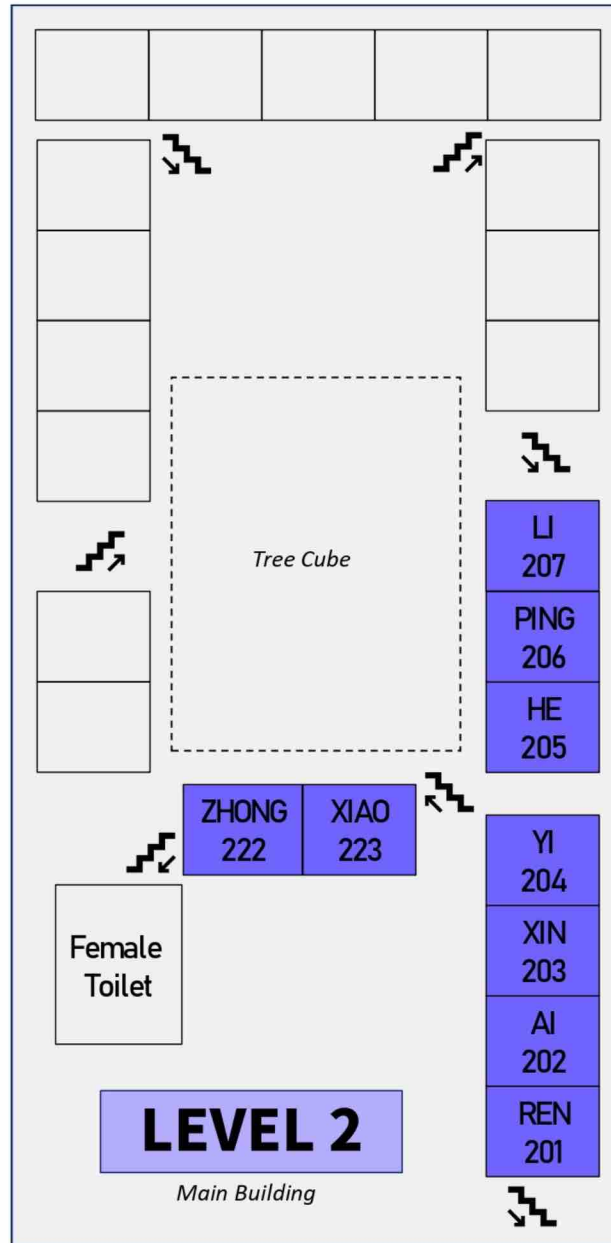 Tree Cube
LI
207
PING
206
HE
205
ZHONG
222
XIAO
223
YI
204
XIN
203
AI
202
REN
201
Female
Toilet
LEVEL 2
Main Building